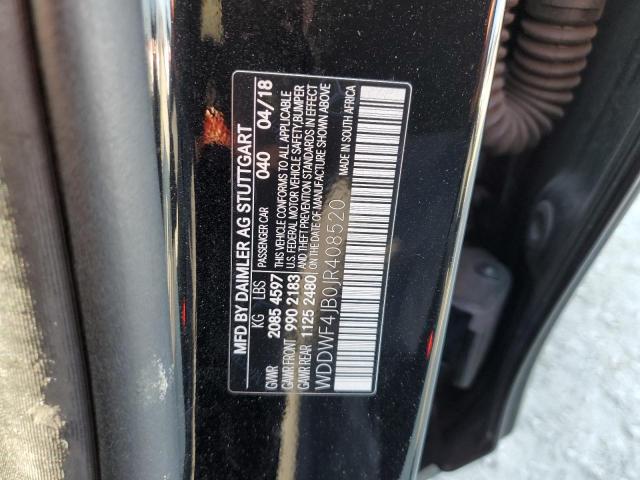 MFD BY DAIMLER AG STUTTGART
PASSENGER CAR 040 04/18
KG LBS
GVWR 2085 4597
GAWR FRONT 990 2183
GAWR REAR 1125 2480
THIS VEHICLE CONFORMS TO ALL APPLICABLE
U.S. FEDERAL MOTOR VEHICLE SAFETY, BUMPER
AND THEFT PREVENTION STANDARDS IN EFFECT
ON THE DATE OF MANUFACTURE SHOWN ABOVE
WDDWF4JB0JR408520
MADE IN SOUTH AFRICA